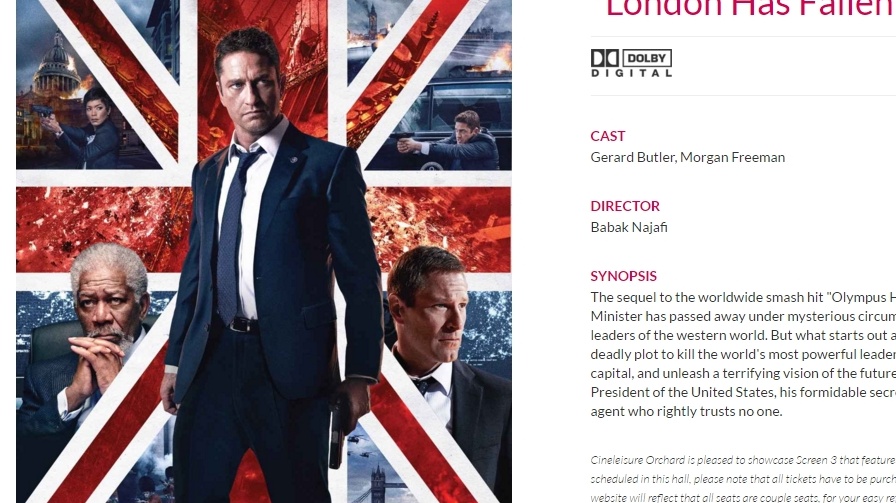 London Has Fallen
DOLBY
DIGITAL
CAST
Gerard Butler, Morgan Freeman
DIRECTOR
Babak Najafi
SYNOPSIS
The sequel to the worldwide smash hit "Olympus H
Minister has passed away under mysterious circum
leaders of the western world. But what starts out a
deadly plot to kill the world's most powerful leader
capital, and unleash a terrifying vision of the future
President of the United States, his formidable secre
agent who rightly trusts no one.
Cineleisure Orchard is pleased to showcase Screen 3 that feature
scheduled in this hall, please note that all tickets have to be purc
website will reflect that all seats are couple seats, for your easy re